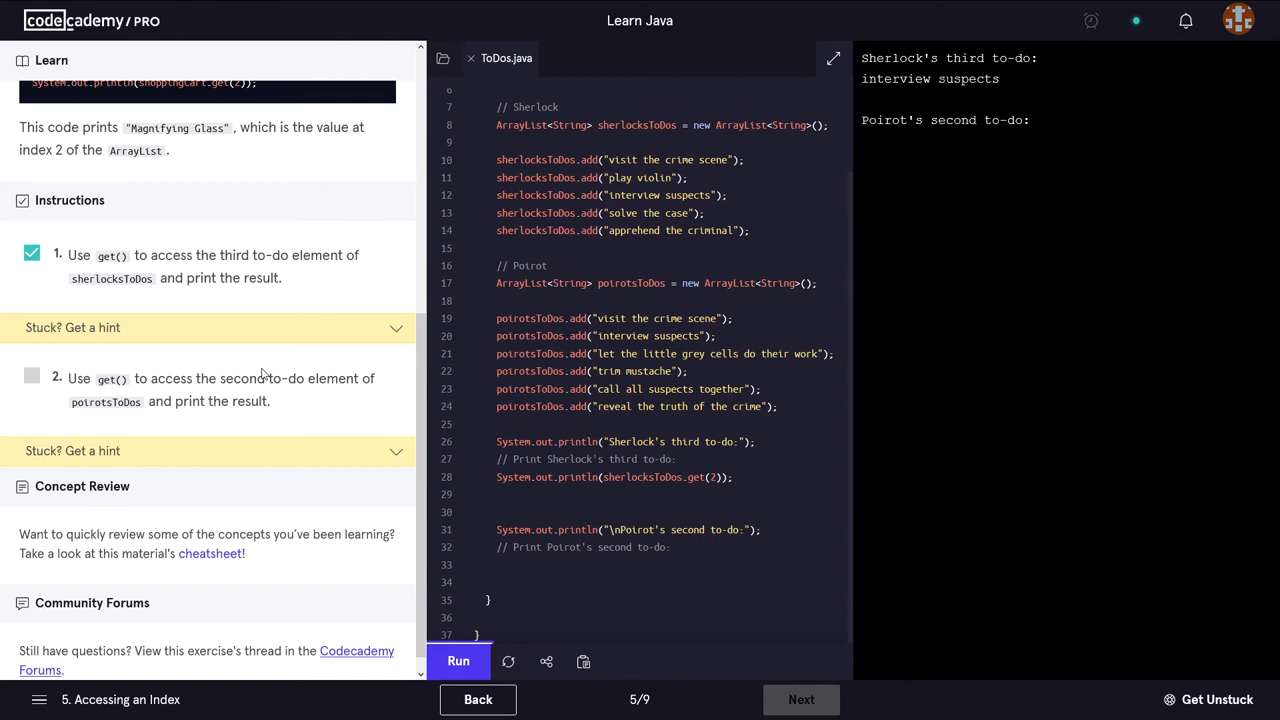 codecademy / PRO
Learn Java
Learn
System.out.println(shoppingCart.get(2));
This code prints "Magnifying Glass", which is the value at
index 2 of the ArrayList.
Instructions
1. Use get() to access the third to-do element of
sherlocksToDos and print the result.
Stuck? Get a hint
2. Use get() to access the second to-do element of
poirotsToDos and print the result.
Stuck? Get a hint
Concept Review
Want to quickly review some of the concepts you've been learning?
Take a look at this material's cheatsheet!
Community Forums
Still have questions? View this exercise's thread in the Codecademy
Forums.
ToDos.java
6
7 // Sherlock
8 ArrayList<String> sherlocksToDos = new ArrayList<String>();
9
10 sherlocksToDos.add("visit the crime scene");
11 sherlocksToDos.add("play violin");
12 sherlocksToDos.add("interview suspects");
13 sherlocksToDos.add("solve the case");
14 sherlocksToDos.add("apprehend the criminal");
15
16 // Poirot
17 ArrayList<String> poirotsToDos = new ArrayList<String>();
18
19 poirotsToDos.add("visit the crime scene");
20 poirotsToDos.add("interview suspects");
21 poirotsToDos.add("let the little grey cells do their work");
22 poirotsToDos.add("trim mustache");
23 poirotsToDos.add("call all suspects together");
24 poirotsToDos.add("reveal the truth of the crime");
25
26 System.out.println("Sherlock's third to-do:");
27 // Print Sherlock's third to-do:
28 System.out.println(sherlocksToDos.get(2));
29
30
31 System.out.println("\nPoirot's second to-do:");
32 // Print Poirot's second to-do:
33
34
35 }
36
37 }
Run
Sherlock's third to-do:
interview suspects
Poirot's second to-do:
5. Accessing an Index
Back
5/9
Next
Get Unstuck